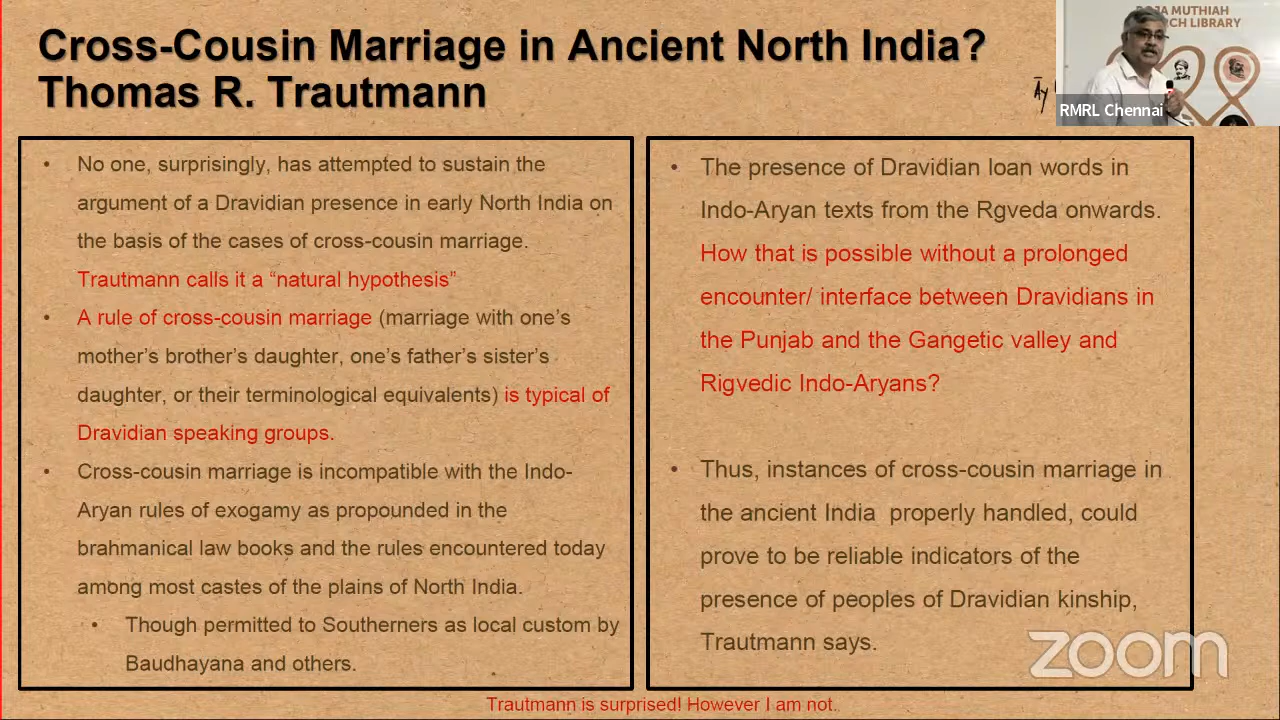 Cross-Cousin Marriage in Ancient North India?
Thomas R. Trautmann
MUTHIAH
LIBRARY
RMRL Chennai
• No one, surprisingly, has attempted to sustain the
argument of a Dravidian presence in early North India on
the basis of the cases of cross-cousin marriage.
Trautmann calls it a “natural hypothesis”
• A rule of cross-cousin marriage (marriage with one’s
mother’s brother’s daughter, one’s father’s sister’s
daughter, or their terminological equivalents) is typical of
Dravidian speaking groups.
• Cross-cousin marriage is incompatible with the Indo-
Aryan rules of exogamy as propounded in the
brahmanical law books and the rules encountered today
among most castes of the plains of North India.
• Though permitted to Southerners as local custom by
Baudhayana and others.
• The presence of Dravidian loan words in
Indo-Aryan texts from the Rgveda onwards.
How that is possible without a prolonged
encounter/ interface between Dravidians in
the Punjab and the Gangetic valley and
Rigvedic Indo-Aryans?
• Thus, instances of cross-cousin marriage in
the ancient India properly handled, could
prove to be reliable indicators of the
presence of peoples of Dravidian kinship,
Trautmann says.
zoom
Trautmann is surprised! However I am not.